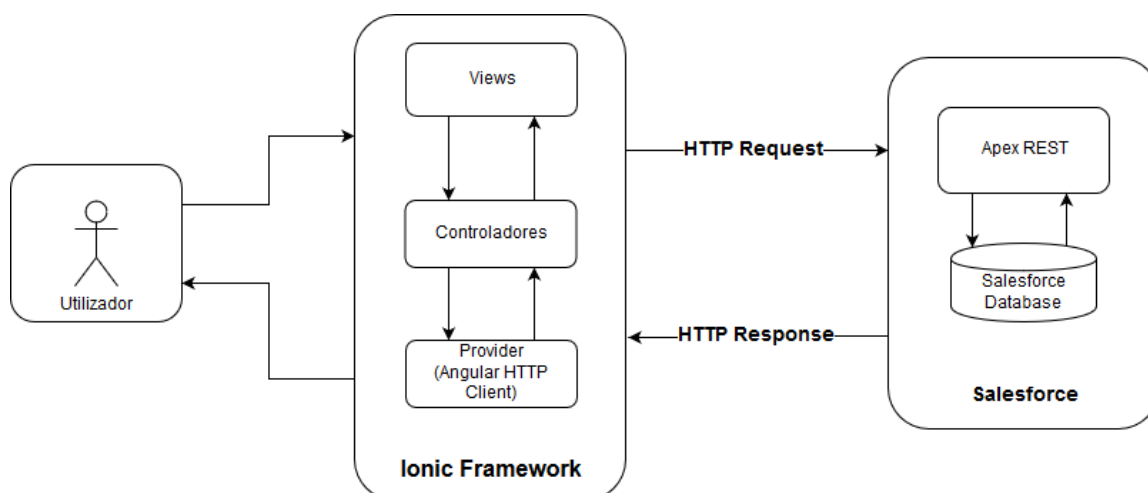 Utilizador
Views
Controladores
Provider
(Angular HTTP
Client)
Ionic Framework
HTTP Request
HTTP Response
Apex REST
Salesforce
Database
Salesforce